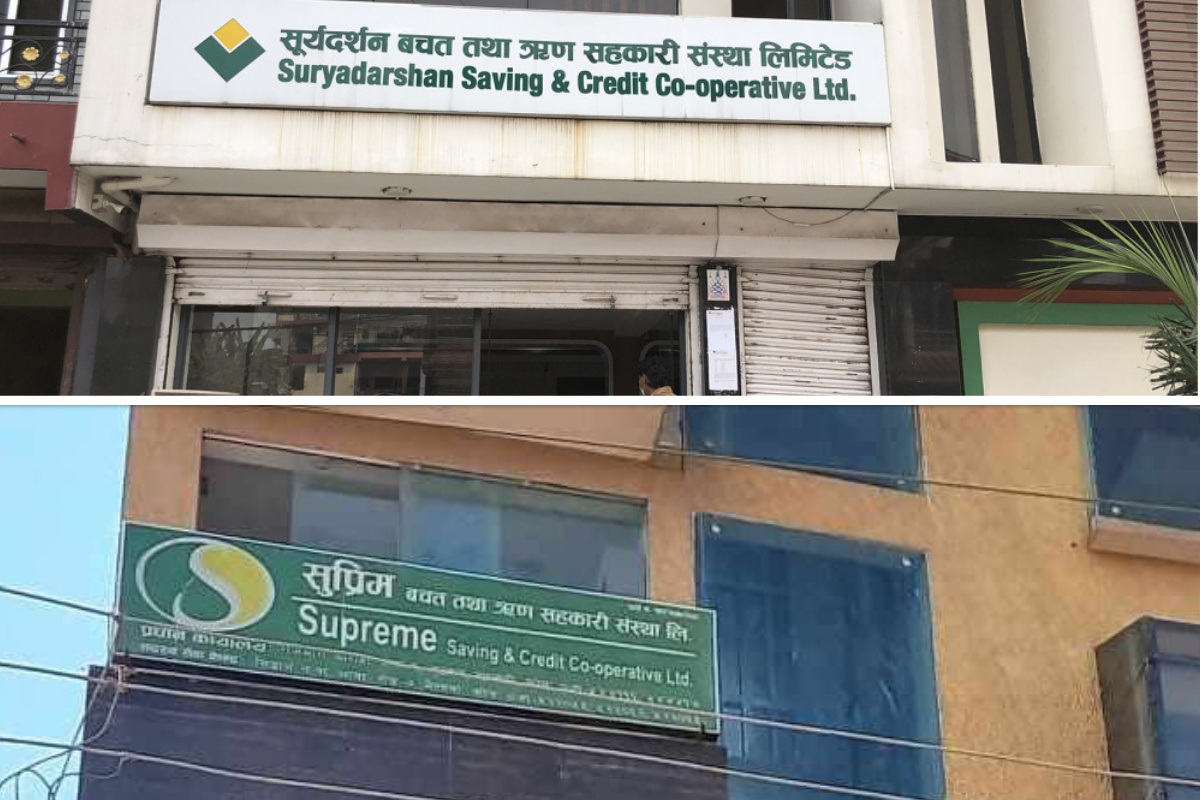 सूर्यदर्शन बचत तथा ऋण सहकारी संस्था लिमिटेड
Suryadarshan Saving & Credit Co-operative Ltd.
सुप्रिम बचत तथा ऋण सहकारी संस्था लि.
Supreme Saving & Credit Co-operative Ltd.
प्रधान कार्यालय